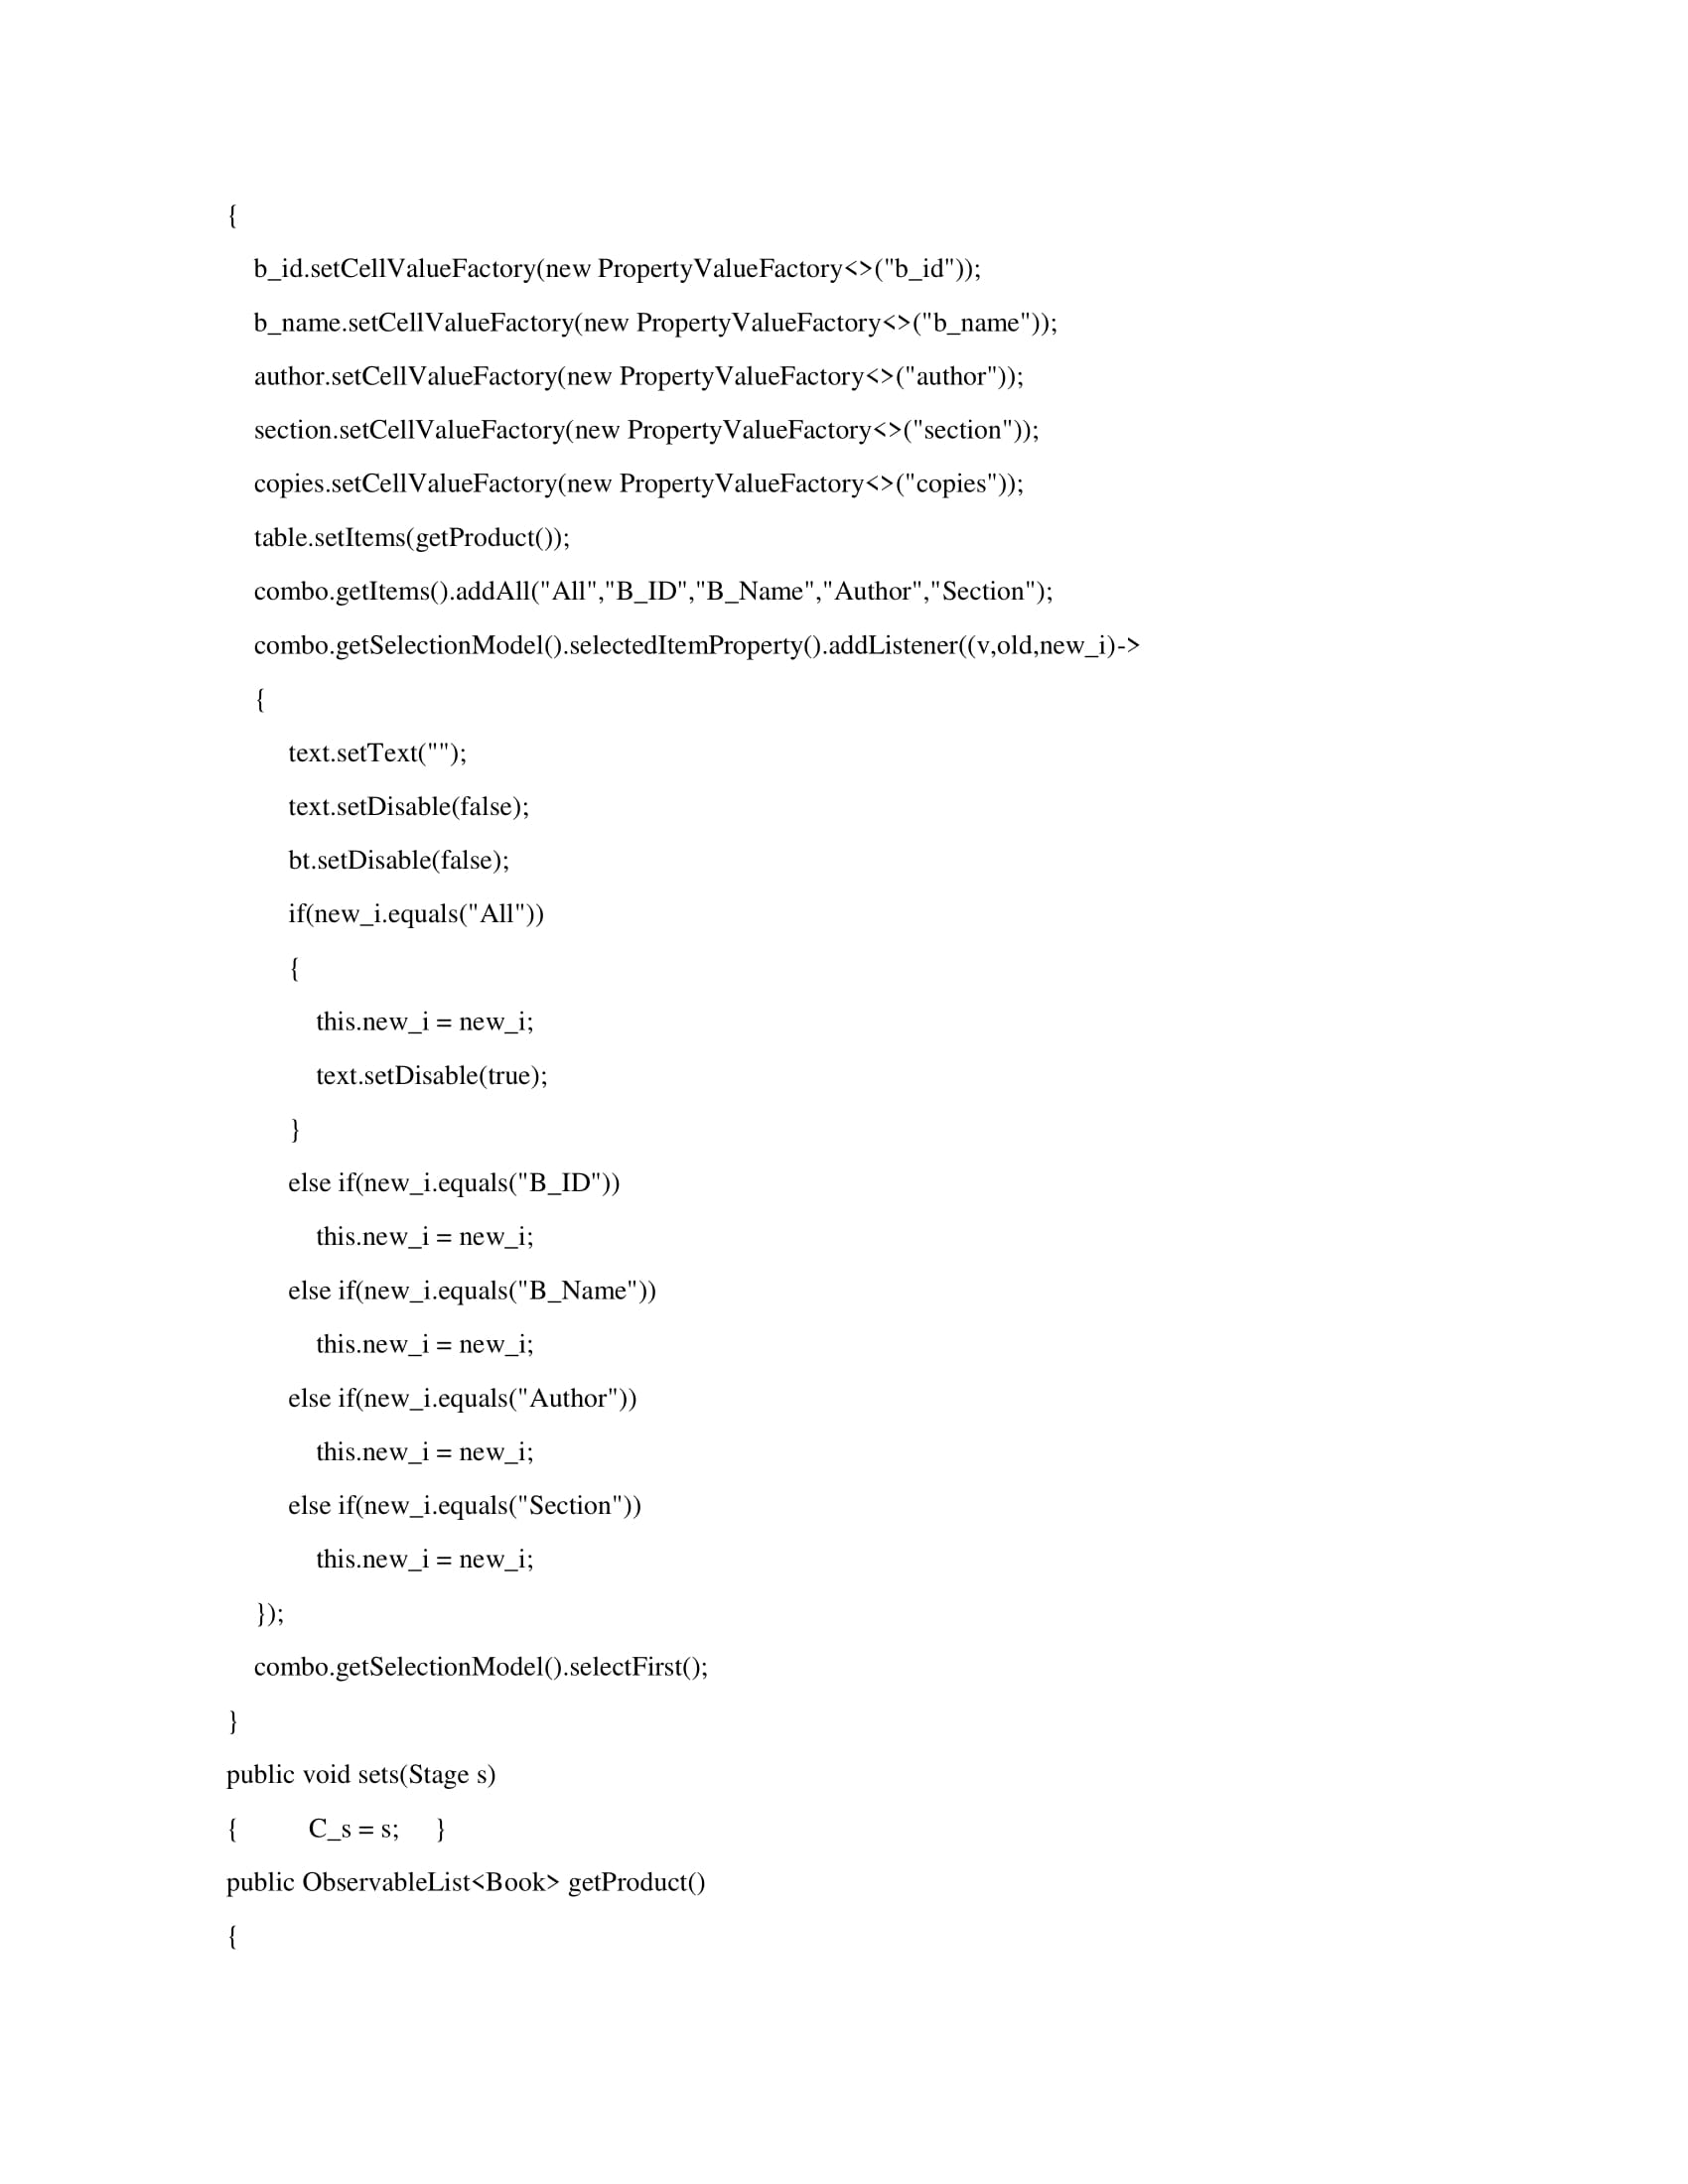 {
b_id.setCellValueFactory(new PropertyValueFactory<>("b_id"));
b_name.setCellValueFactory(new PropertyValueFactory<>("b_name"));
author.setCellValueFactory(new PropertyValueFactory<>("author"));
section.setCellValueFactory(new PropertyValueFactory<>("section"));
copies.setCellValueFactory(new PropertyValueFactory<>("copies"));
table.setItems(getProduct());
combo.getItems().addAll("All","B_ID","B_Name","Author","Section");
combo.getSelectionModel().selectedItemProperty().addListener((v,old,new_i)->
{
text.setText("");
text.setDisable(false);
bt.setDisable(false);
if(new_i.equals("All"))
{
this.new_i = new_i;
text.setDisable(true);
}
else if(new_i.equals("B_ID"))
this.new_i = new_i;
else if(new_i.equals("B_Name"))
this.new_i = new_i;
else if(new_i.equals("Author"))
this.new_i = new_i;
else if(new_i.equals("Section"))
this.new_i = new_i;
});
combo.getSelectionModel().selectFirst();
}
public void sets(Stage s)
{ C_s = s; }
public ObservableList<Book> getProduct()
{